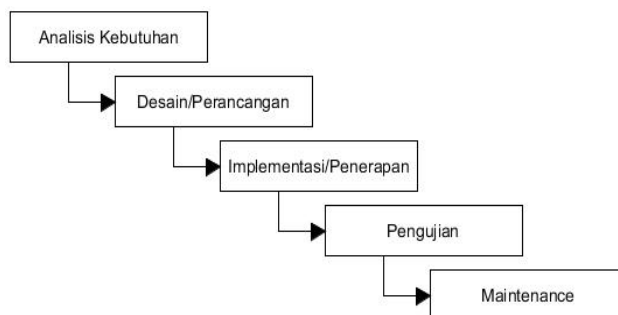 Analisis Kebutuhan
Desain/Perancangan
Implementasi/Penerapan
Pengujian
Maintenance